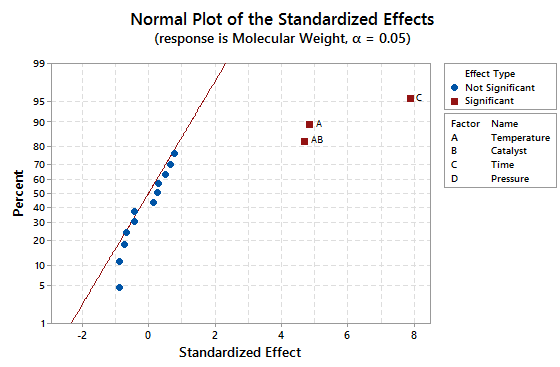 Normal Plot of the Standardized Effects
(response is Molecular Weight, α = 0.05)
Percent
99
95
90
80
70
60
50
40
30
20
10
5
1
C
A
AB
-2
0
2
4
6
8
Standardized Effect
Effect Type
Not Significant
Significant
Factor Name
A Temperature
B Catalyst
C Time
D Pressure